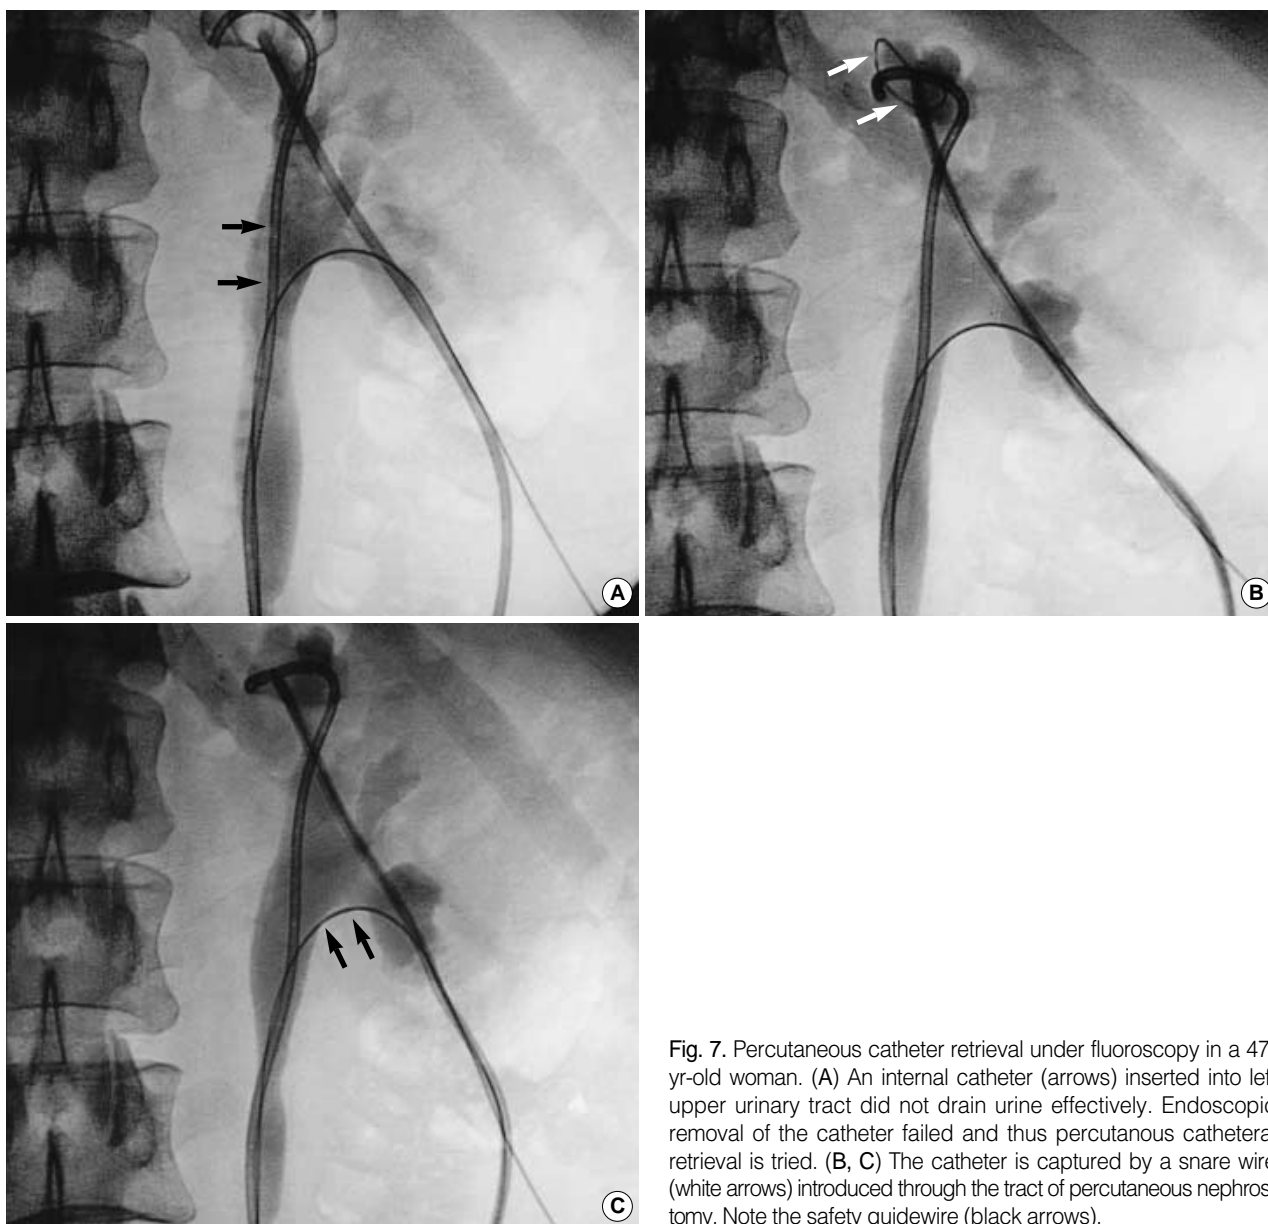 A
B
C
Fig. 7. Percutaneous catheter retrieval under fluoroscopy in a 47
yr-old woman. (A) An internal catheter (arrows) inserted into lef
upper urinary tract did not drain urine effectively. Endoscopic
removal of the catheter failed and thus percutanous cathetera
retrieval is tried. (B, C) The catheter is captured by a snare wire
(white arrows) introduced through the tract of percutaneous nephros
tomy. Note the safety guidewire (black arrows).